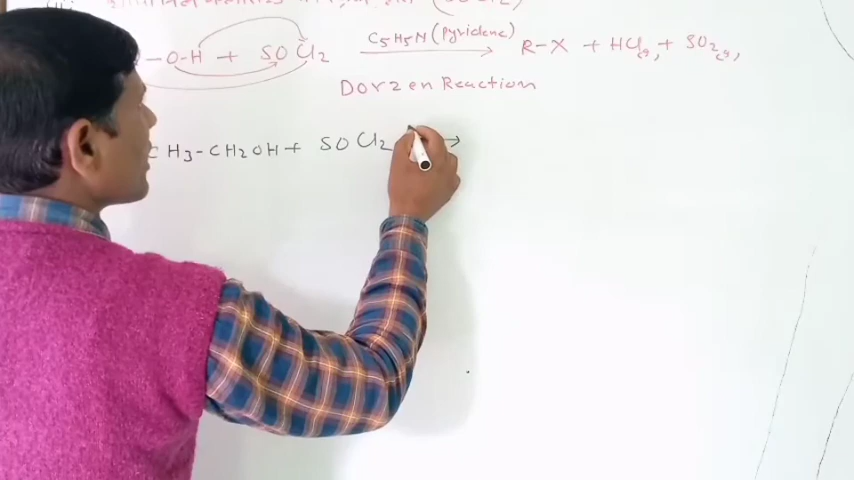 -O-H + SOCl2 C5H5N (pyridene) → R-X + HCl(g), + SO2(g),
Dorzen Reaction
CH3-CH2OH + SOCl2 →